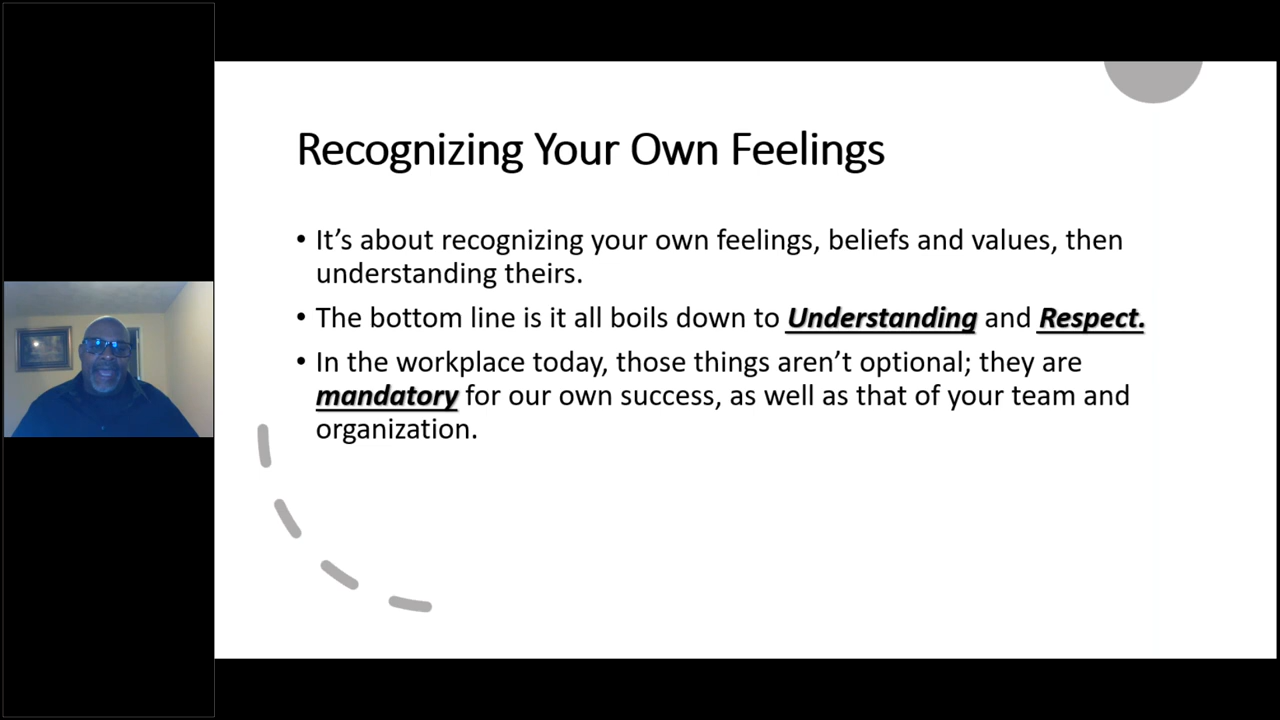 Recognizing Your Own Feelings
• It’s about recognizing your own feelings, beliefs and values, then
understanding theirs.
• The bottom line is it all boils down to Understanding and Respect.
• In the workplace today, those things aren’t optional; they are
mandatory for our own success, as well as that of your team and
organization.